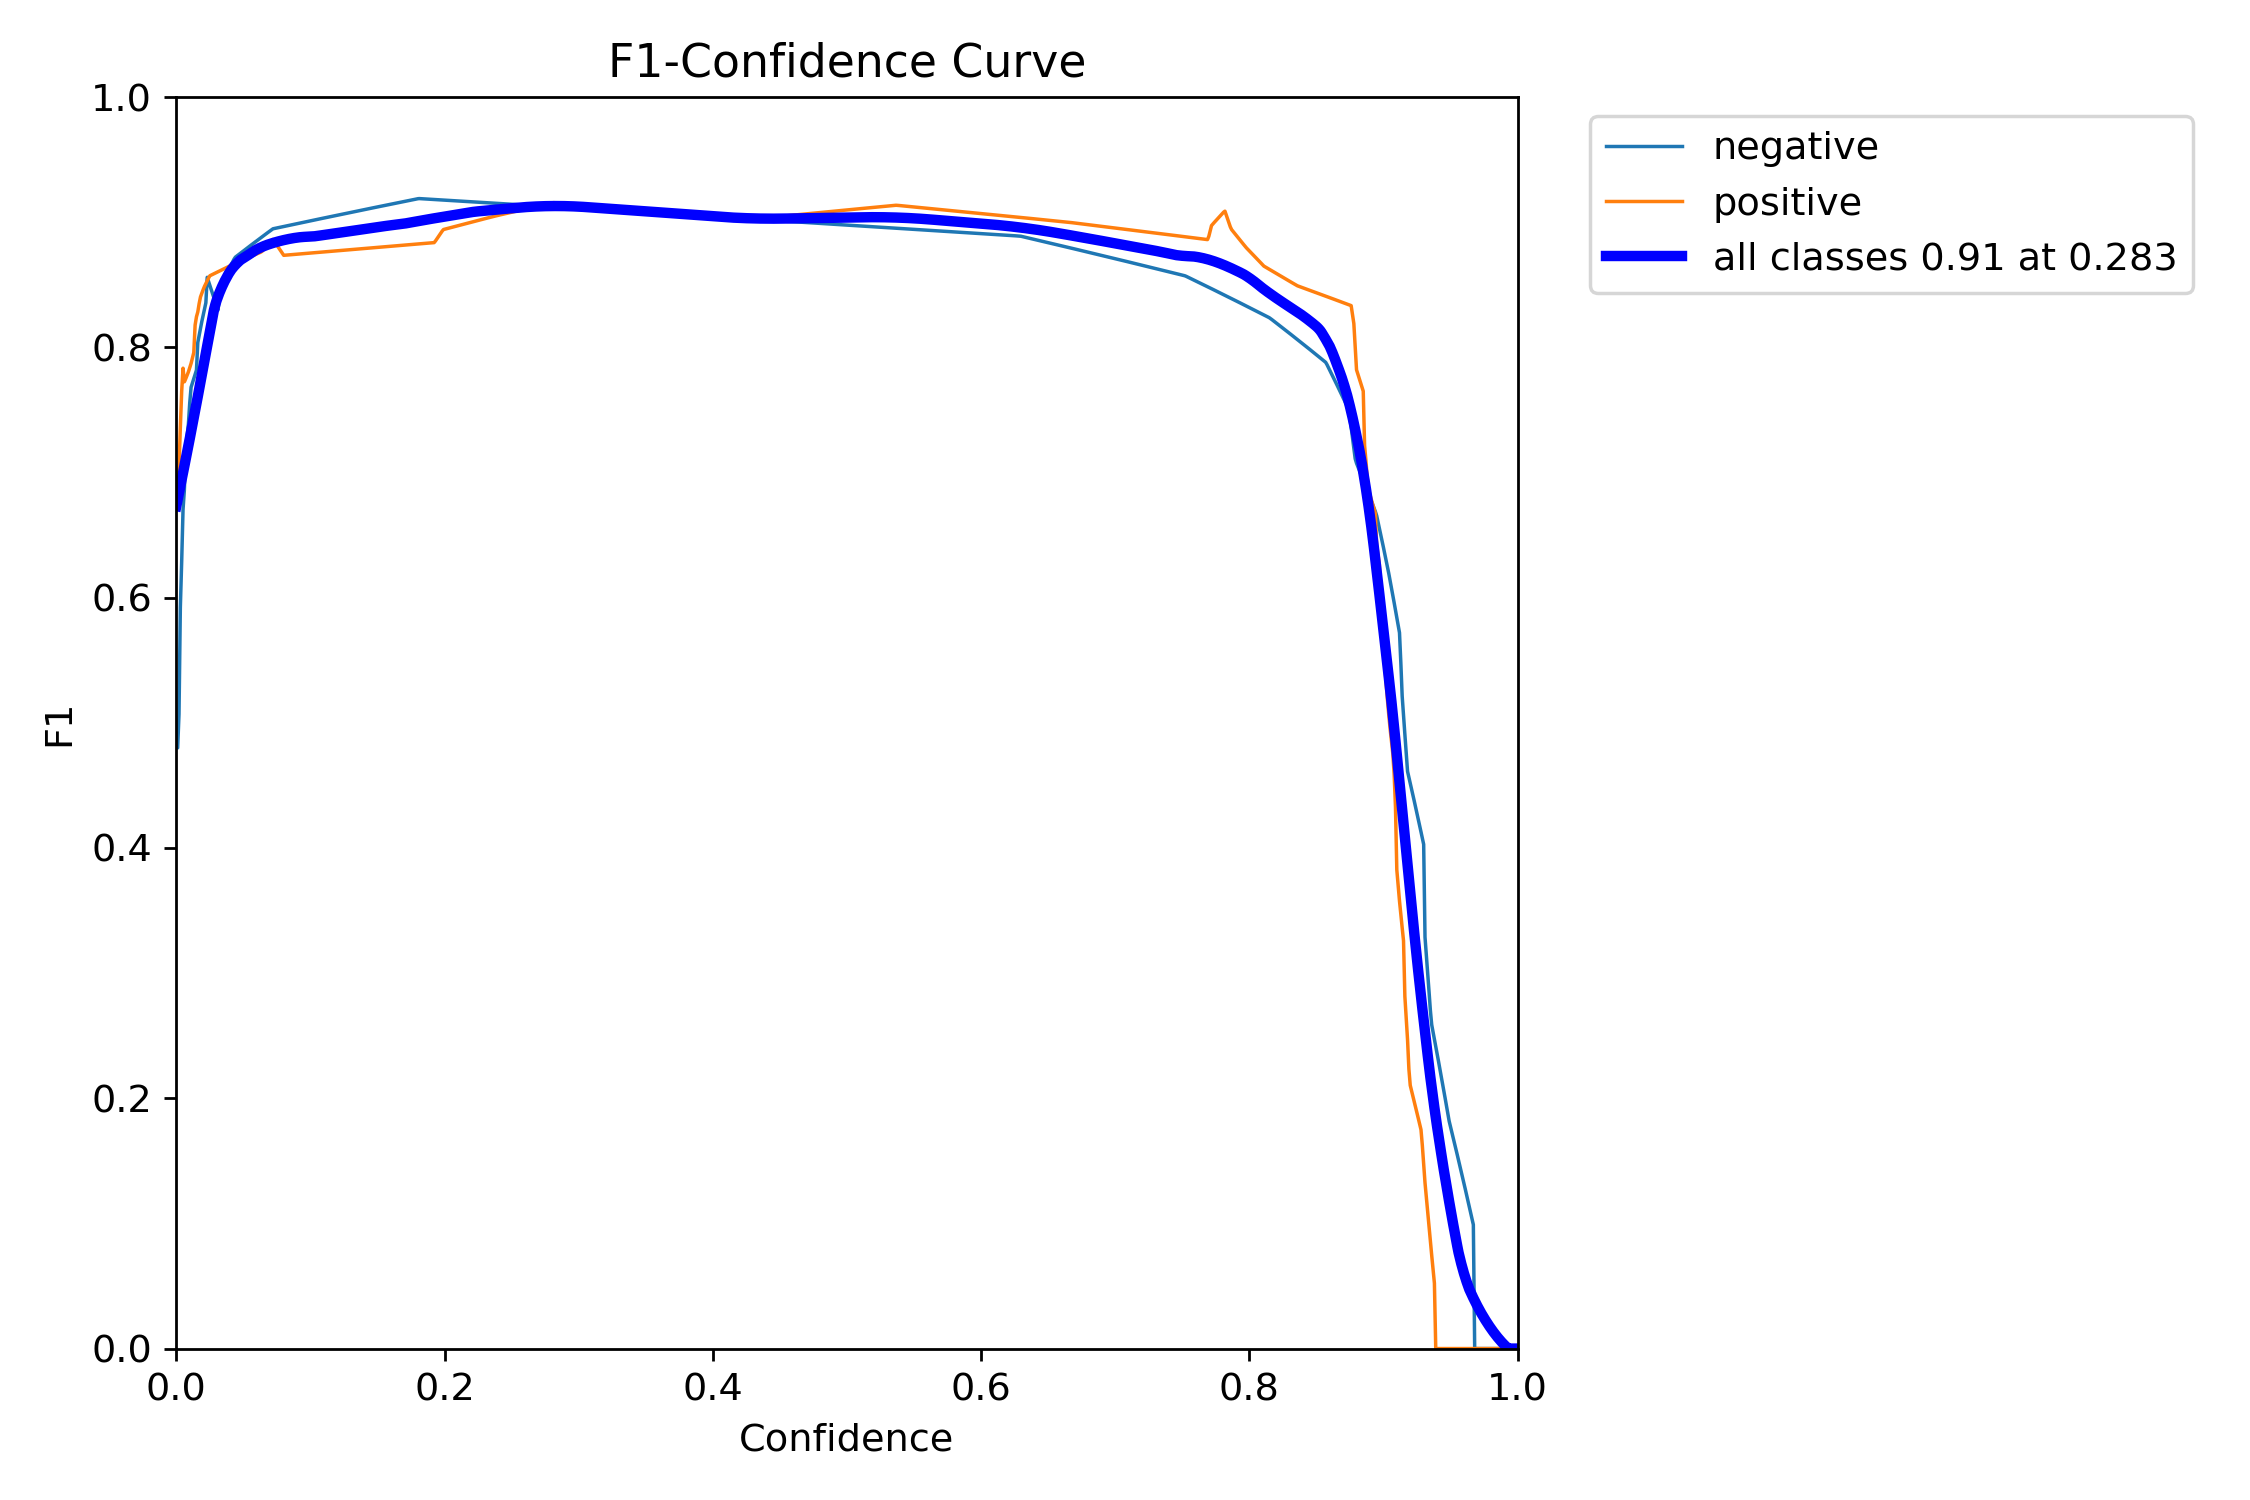 F1-Confidence Curve
1.0
0.8
0.6
0.4
0.2
0.0
F1
0.0 0.2 0.4 0.6 0.8 1.0
Confidence
negative
positive
all classes 0.91 at 0.283